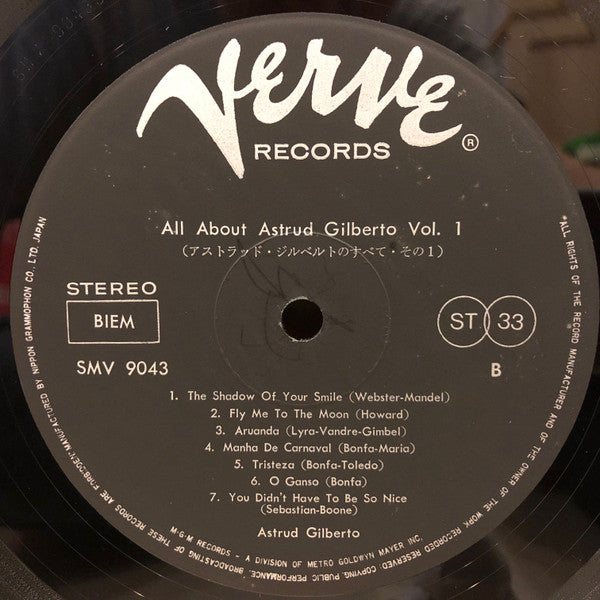 Verve
RECORDS ®
All About Astrud Gilberto Vol. 1
(アストラッド・ジルベルトのすべて・その1)
STEREO
BIEM
SMV 9043
ST 33
B
1. The Shadow Of Your Smile (Webster-Mandel)
2. Fly Me To The Moon (Howard)
3. Aruanda (Lyra-Vandre-Gimbel)
4. Manha De Carnaval (Bonfa-Maria)
5. Tristeza (Bonfa-Toledo)
6. O Ganso (Bonfa)
7. You Didn't Have To Be So Nice
(Sebastian-Boone)
Astrud Gilberto
M-G-M RECORDS - A DIVISION OF METRO GOLDWYN MAYER INC.
*ALL RIGHTS OF THE RECORD MANUFACTURER AND OF THE OWNER OF THE WORK RECORDED RESERVED. COPYING, PUBLIC PERFORMANCE, BROADCASTING OF THESE RECORDS ARE FORBIDDEN* MANUFACTURED BY NIPPON GRAMMOPHON CO., LTD. JAPAN